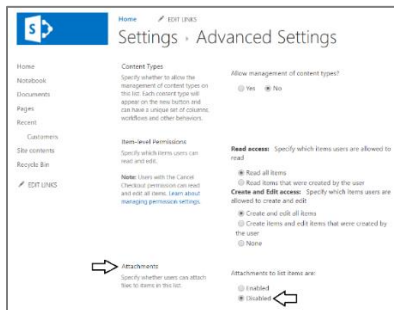 Home EDIT LINKS
Settings › Advanced Settings
Home
Notebook
Documents
Pages
Recent
Customers
Site contents
Recycle Bin
EDIT LINKS
Content Types
Specify whether to allow the
management of content types on
this list. Each content type will
appear on the new button and
can have a unique set of columns,
workflows and other behaviors.
Allow management of content types?
Yes No
Item-level Permissions
Specify which items users can
read and edit.
Note: Users with the Cancel
Checkout permission can read
and edit all items. Learn about
managing permission settings.
Read access: Specify which items users are allowed to
read
Read all items
Read items that were created by the user
Create and Edit access: Specify which items users are
allowed to create and edit
Create and edit all items
Create items and edit items that were created by
the user
None
Attachments
Specify whether users can attach
files to items in this list.
Attachments to list items are:
Enabled
Disabled